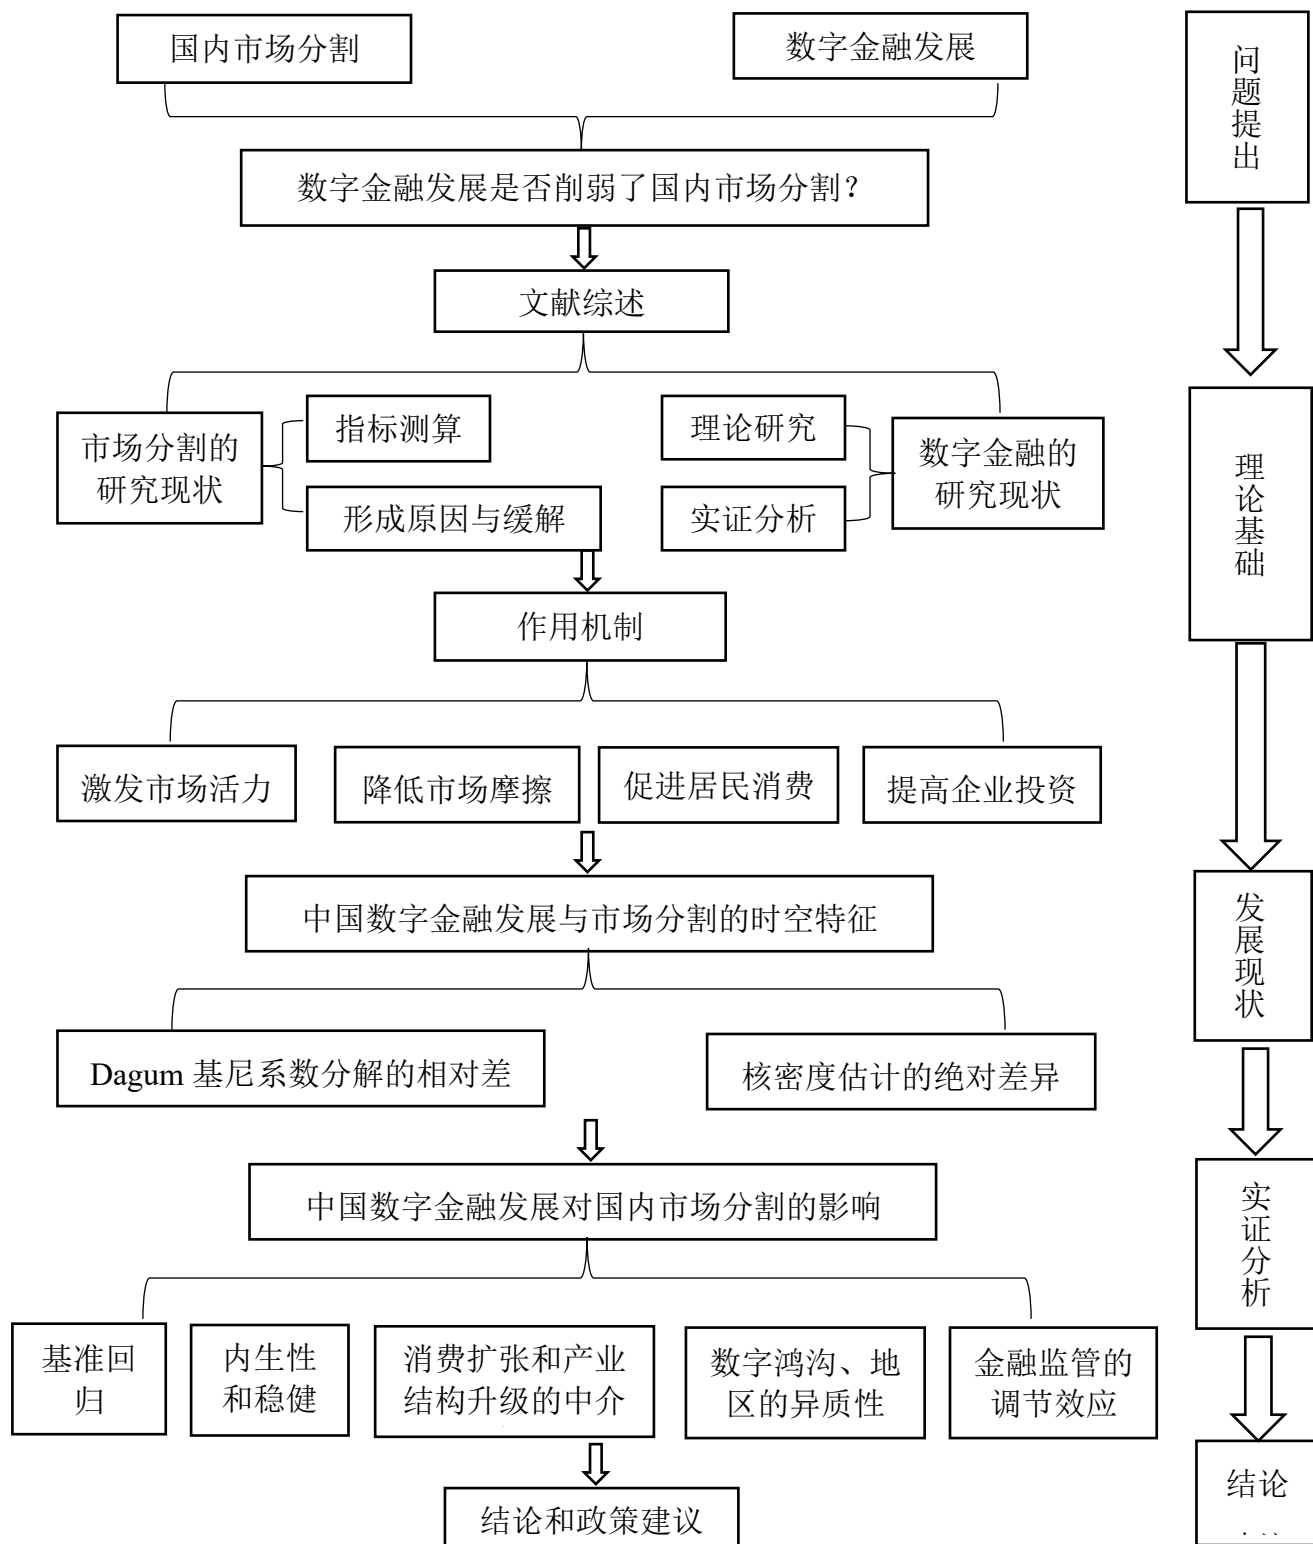 国内市场分割
数字金融发展
数字金融发展是否削弱了国内市场分割？
文献综述
市场分割的
研究现状
指标测算
形成原因与缓解
理论研究
实证分析
数字金融的
研究现状
作用机制
激发市场活力
降低市场摩擦
促进居民消费
提高企业投资
中国数字金融发展与市场分割的时空特征
Dagum 基尼系数分解的相对差
核密度估计的绝对差异
中国数字金融发展对国内市场分割的影响
基准回
归
内生性
和稳健
消费扩张和产业
结构升级的中介
数字鸿沟、地
区的异质性
金融监管的
调节效应
结论和政策建议
问题提出
理论基础
发展现状
实证分析
结论